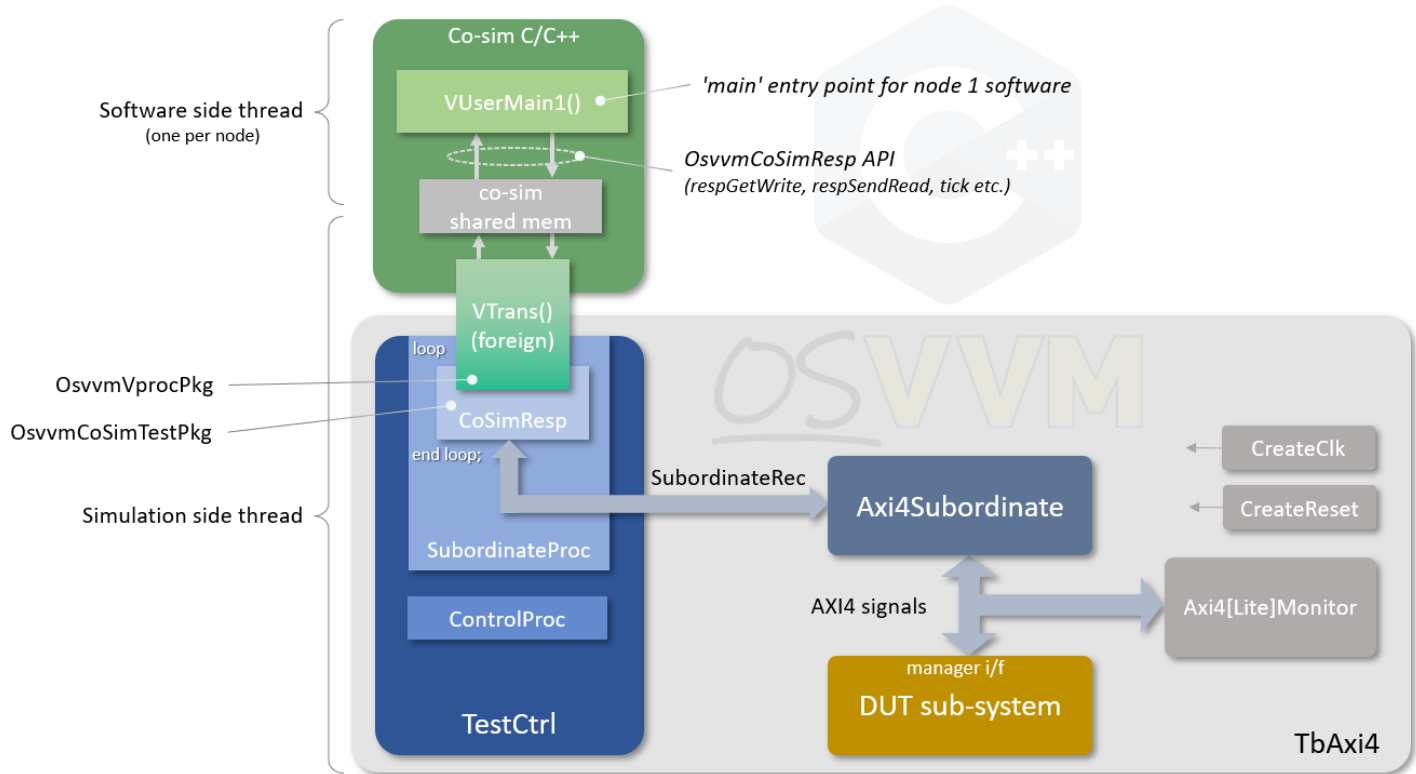 Co-sim C/C++
VUserMain1()
'main' entry point for node 1 software
Software side thread
(one per node)
OsvvmCoSimResp API
(respGetWrite, respSendRead, tick etc.)
co-sim
shared mem
C
++
VTrans()
(foreign)
loop
OSVVM
OsvvmVprocPkg
CoSimResp
OsvvmCoSimTestPkg
end loop;
CreateClk
SubordinateRec
Axi4Subordinate
CreateReset
Simulation side thread
SubordinateProc
AXI4 signals
Axi4[Lite]Monitor
ControlProc
manager i/f
DUT sub-system
TestCtrl
TbAxi4